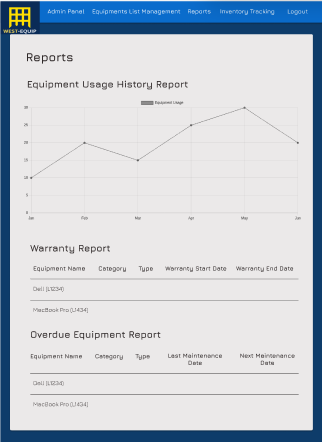 Admin Panel Equipments List Management Reports Inventory Tracking Logout
WEST-EQUIP
Reports
Equipment Usage History Report
Equipment Usage
30
25
20
15
10
5
0
Jan Feb Mar Apr May Jan
Warranty Report
Equipment Name Category Type Warranty Start Date Warranty End Date
Dell (L1234)
MacBook Pro (L1434)
Overdue Equipment Report
Equipment Name Category Type Last Maintenance Date Next Maintenance Date
Dell (L1234)
MacBook Pro (L1434)